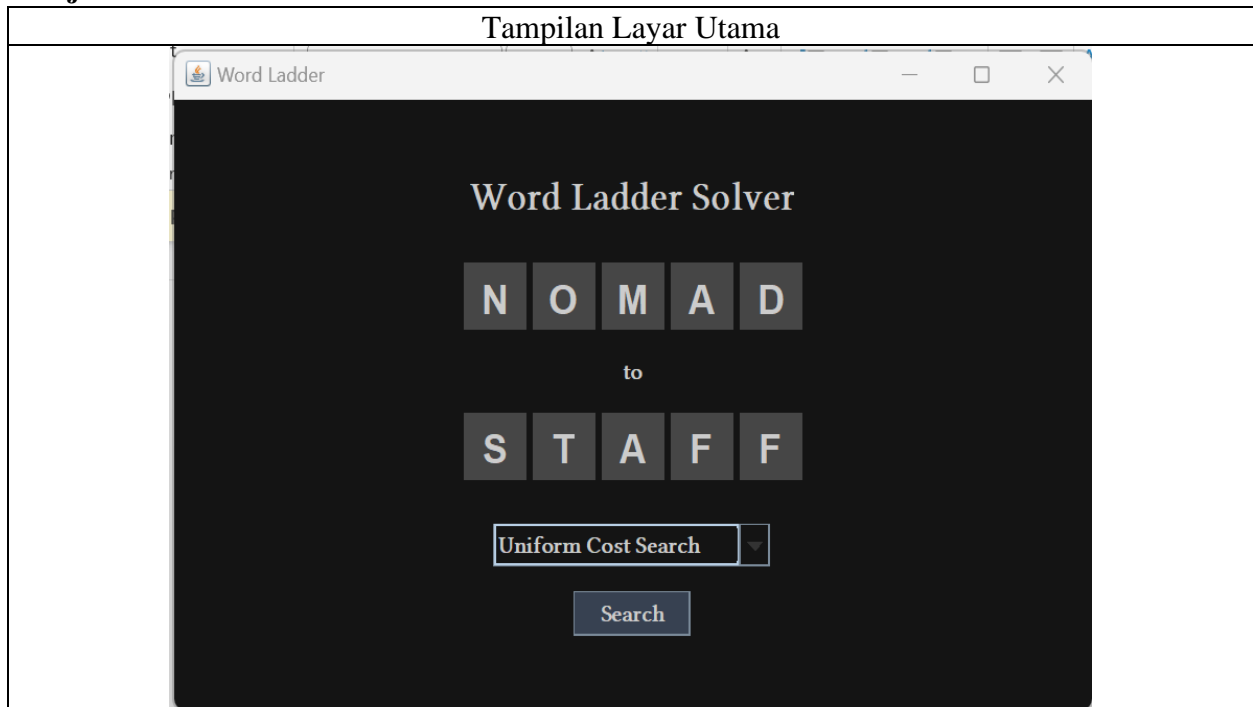 Tampilan Layar Utama
Word Ladder
Word Ladder Solver
N O M A D
to
S T A F F
Uniform Cost Search
Search